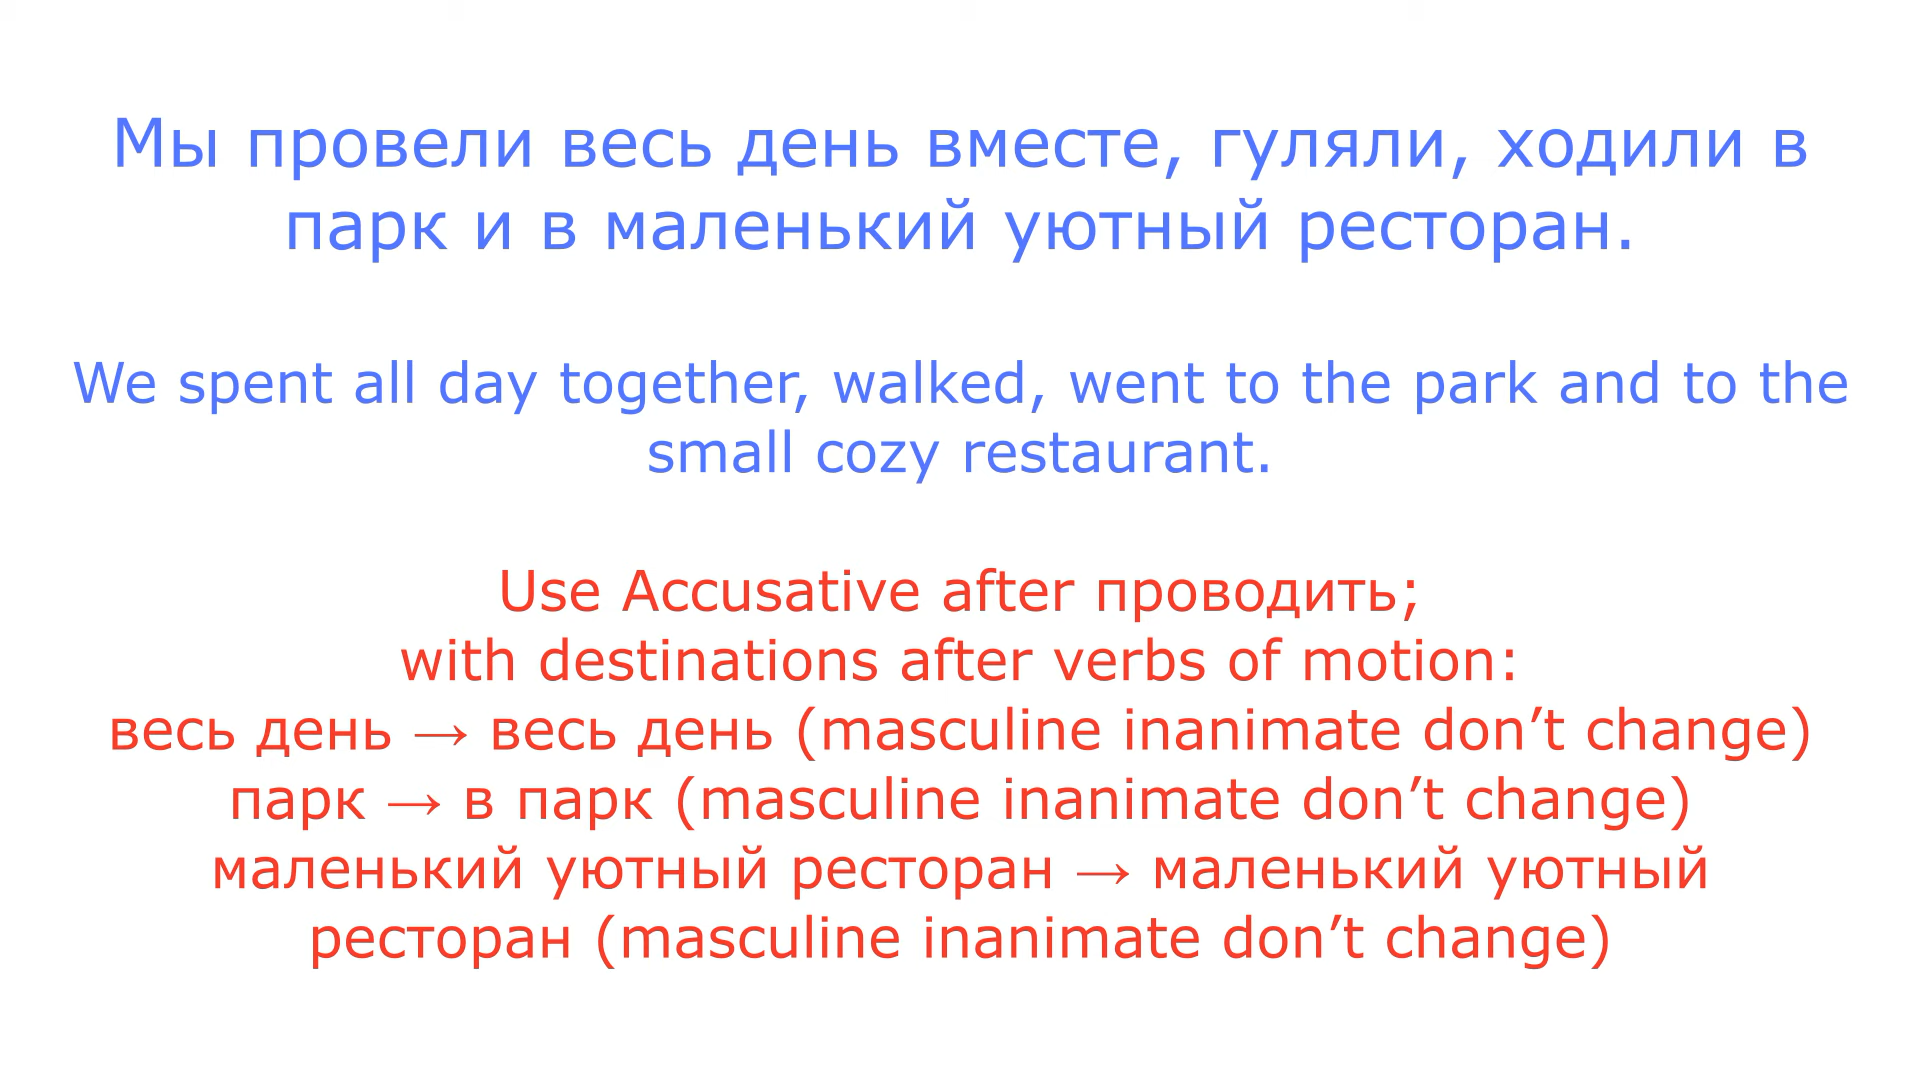 Мы провели весь день вместе, гуляли, ходили в
парк и в маленький уютный ресторан.
We spent all day together, walked, went to the park and to the
small cozy restaurant.
Use Accusative after проводить;
with destinations after verbs of motion:
весь день → весь день (masculine inanimate don’t change)
парк → в парк (masculine inanimate don’t change)
маленький уютный ресторан → маленький уютный
ресторан (masculine inanimate don’t change)